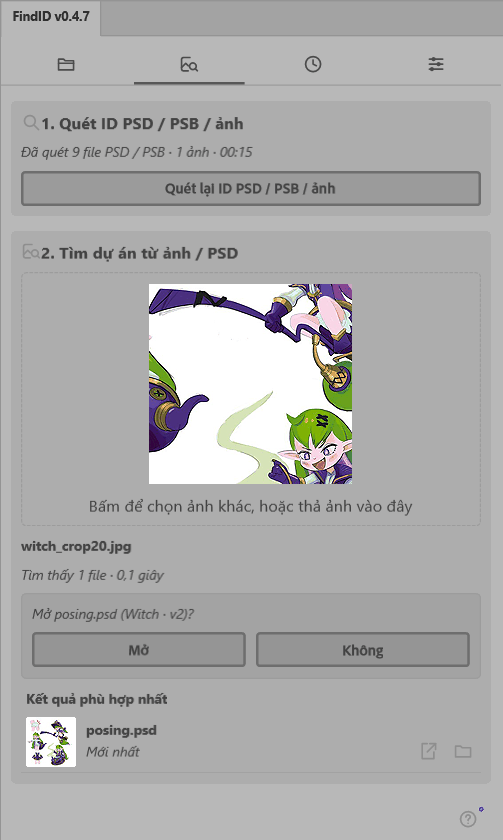 FindID v0.4.7
1. Quét ID PSD / PSB / ảnh
Đã quét 9 file PSD / PSB · 1 ảnh · 00:15
Quét lại ID PSD / PSB / ảnh
2. Tìm dự án từ ảnh / PSD
Bấm để chọn ảnh khác, hoặc thả ảnh vào đây
witch_crop20.jpg
Tìm thấy 1 file · 0,1 giây
Mở posing.psd (Witch · v2)?
Mở
Không
Kết quả phù hợp nhất
posing.psd
Mới nhất